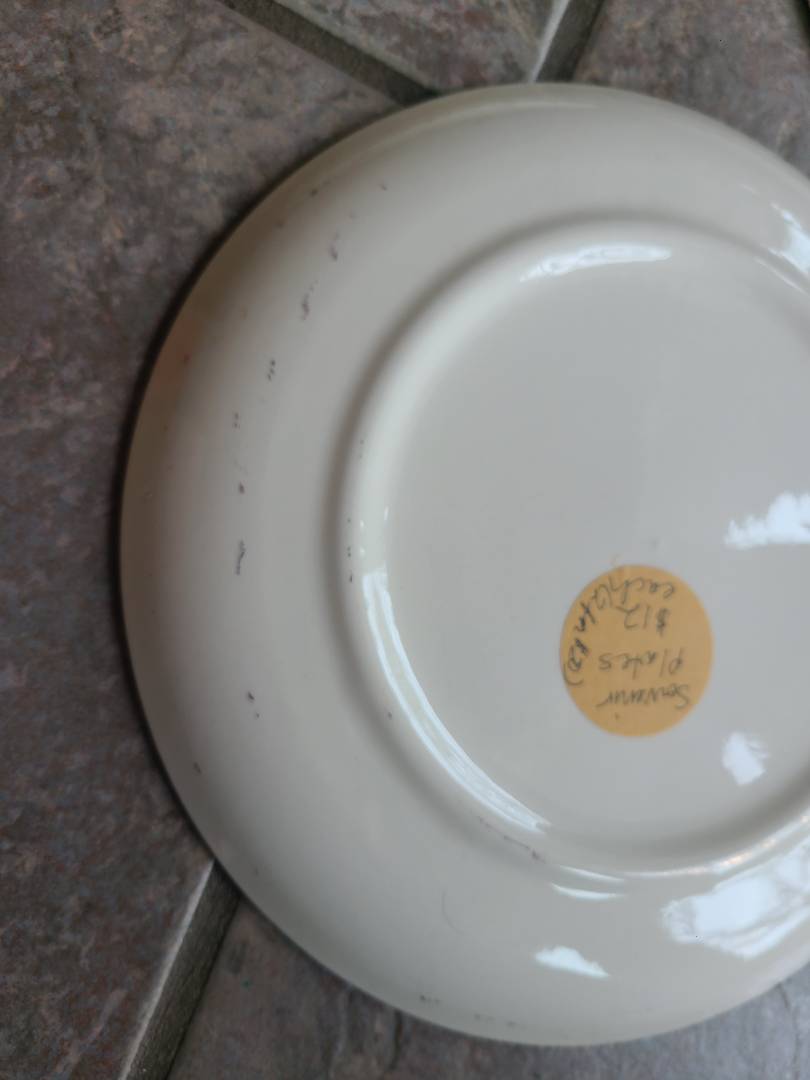 Souvenir
Plates
$12
each